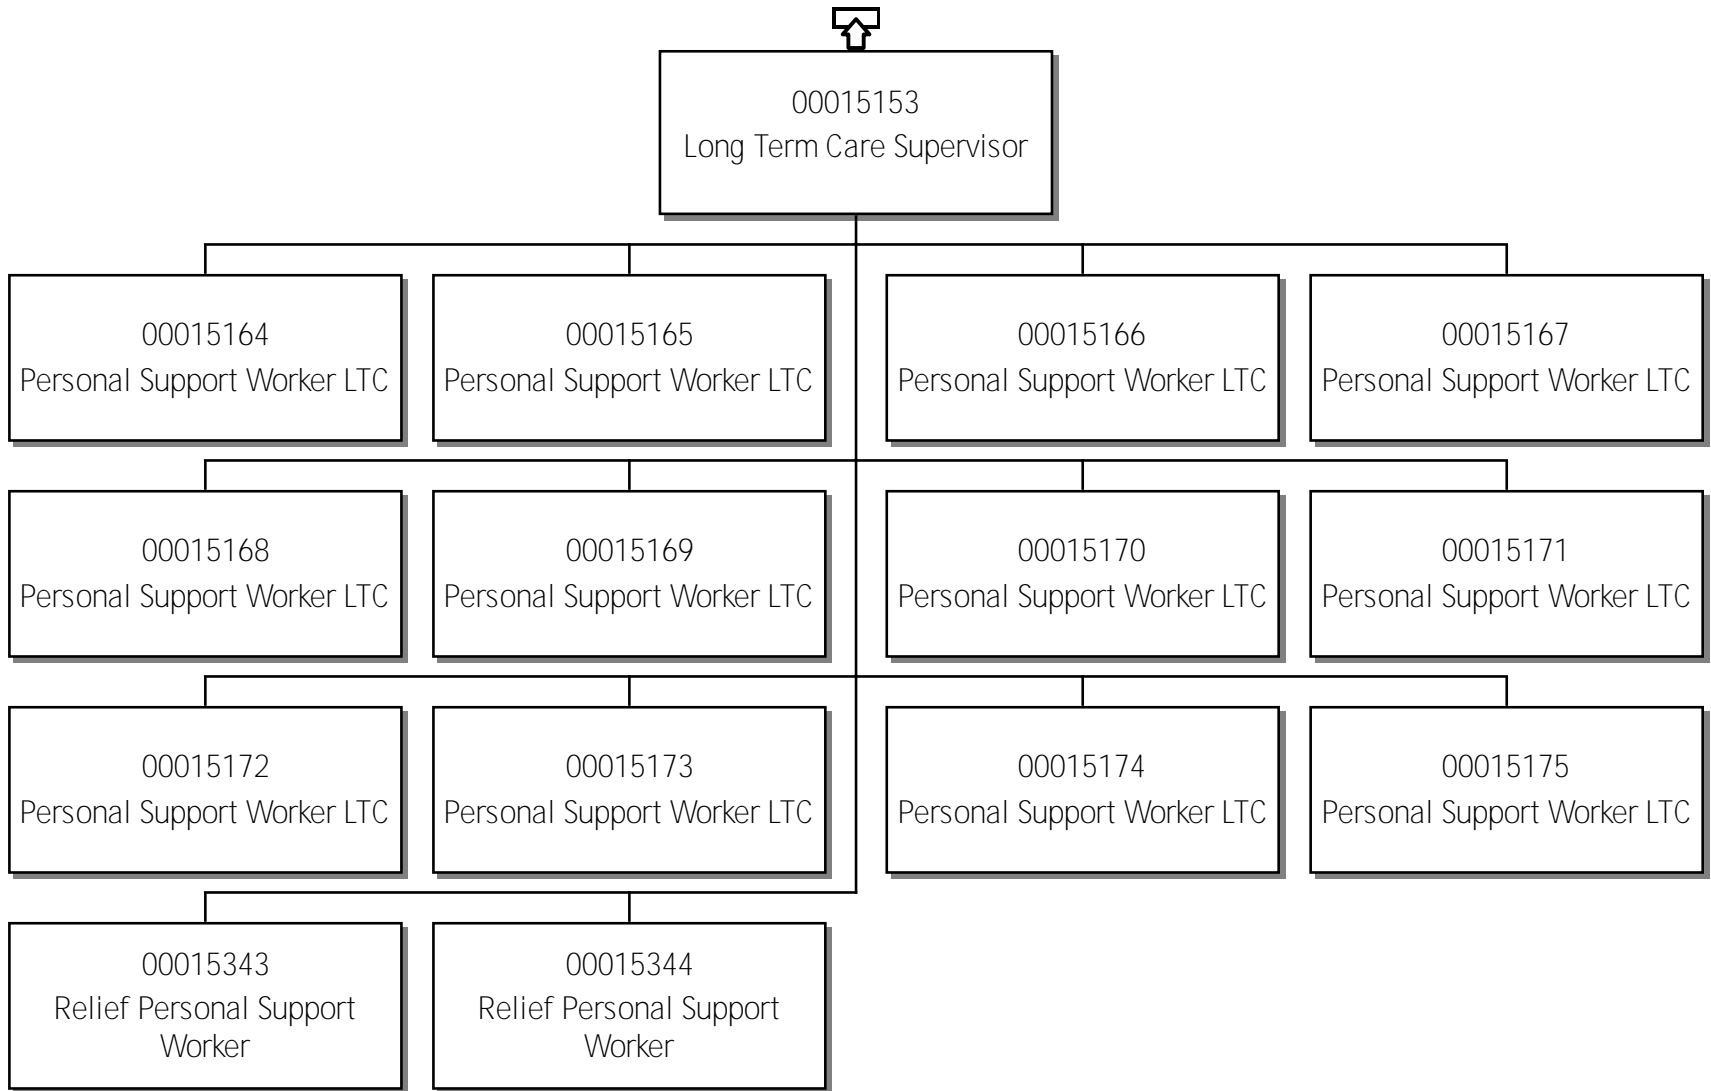 00015153
Long Term Care Supervisor
00015164
Personal Support Worker LTC
00015165
Personal Support Worker LTC
00015166
Personal Support Worker LTC
00015167
Personal Support Worker LTC
00015168
Personal Support Worker LTC
00015169
Personal Support Worker LTC
00015170
Personal Support Worker LTC
00015171
Personal Support Worker LTC
00015172
Personal Support Worker LTC
00015173
Personal Support Worker LTC
00015174
Personal Support Worker LTC
00015175
Personal Support Worker LTC
00015343
Relief Personal Support
Worker
00015344
Relief Personal Support
Worker